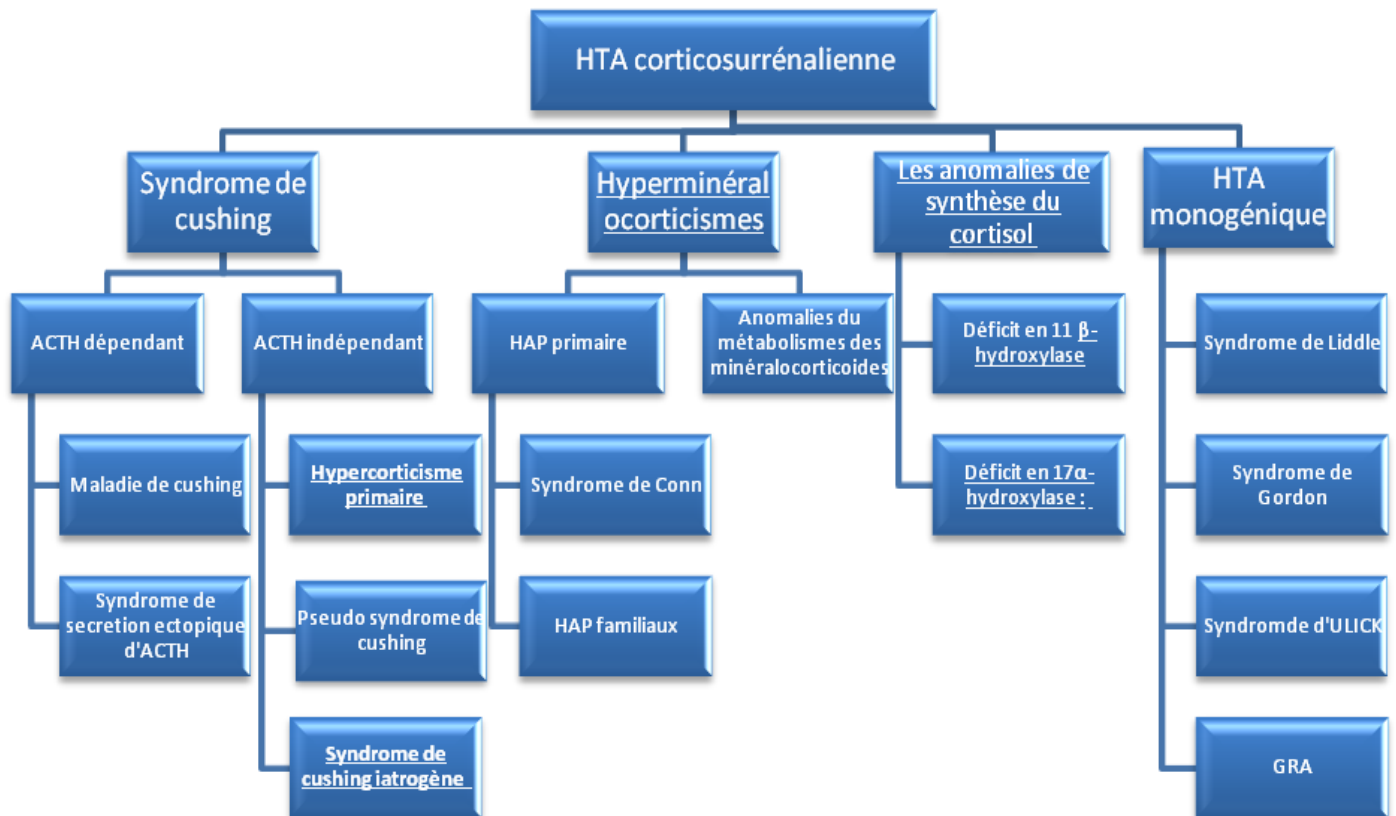 HTA corticosurrénalienne
Syndrome de
cushing
Hyperminéral
ocorticismes
Les anomalies de
synthèse du
cortisol
HTA
monogénique
ACTH dépendant
ACTH indépendant
HAP primaire
Anomalies du
métabolismes des
minéralocorticoides
Déficit en 11 β-
hydroxylase
Syndrome de Liddle
Maladie de cushing
Hypercorticisme
primaire
Syndrome de Conn
Déficit en 17α-
hydroxylase :
Syndrome de
Gordon
Syndrome de
secretion ectopique
d'ACTH
Pseudo syndrome de
cushing
HAP familiaux
Syndromde d'ULICK
Syndrome de
cushing iatrogène
GRA